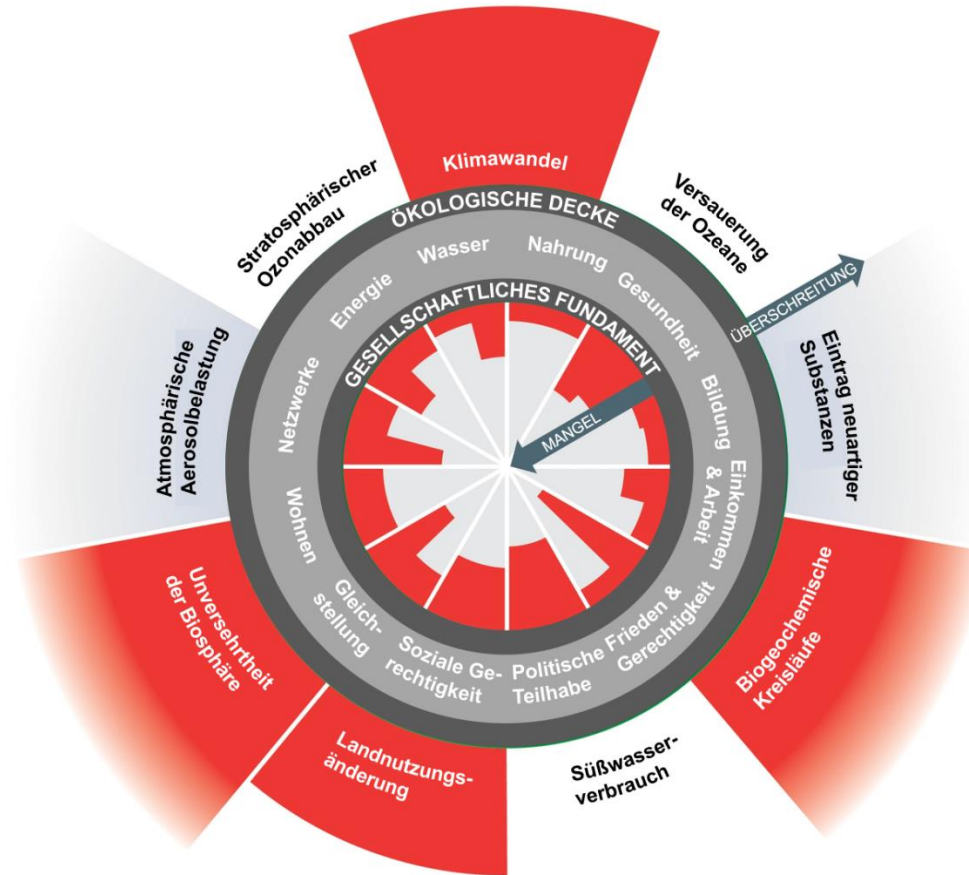 Klimawandel
Stratosphärischer
Ozonabbau
Versauerung
der Ozeane
ÖKOLOGISCHE DECKE
Wasser
Nahrung
Energie
Gesundheit
GESELLSCHAFTLICHES FUNDAMENT
ÜBERSCHREITUNG
Netzwerke
Bildung
MANGEL
Atmosphärische
Aerosolbelastung
Eintrag neuartiger
Substanzen
Wohnen
Einkommen
& Arbeit
Gleich-
stellung
Soziale Ge-
rechtigkeit
Politische
Teilhabe
Frieden &
Gerechtigkeit
Unversehrtheit
der Biosphäre
Biogeochemische
Kreisläufe
Landnutzungs-
änderung
Süßwasser-
verbrauch